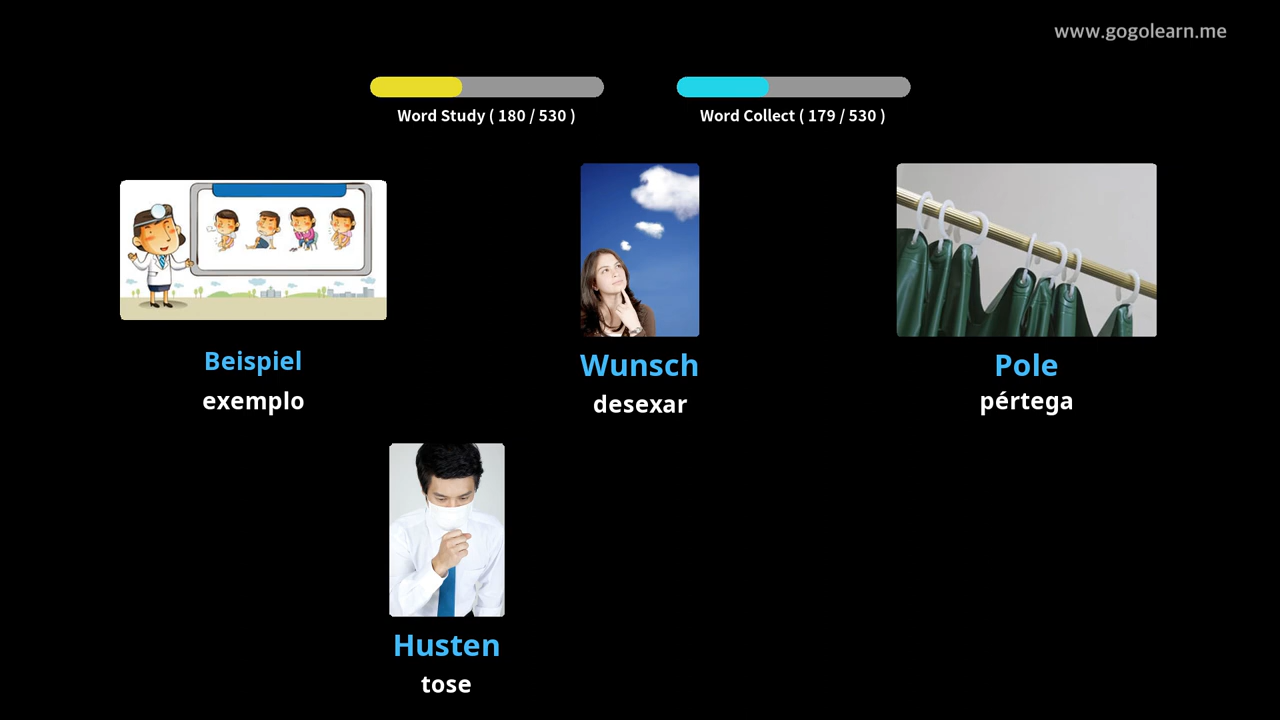 www.gogolearn.me
Word Study ( 180 / 530 )
Word Collect ( 179 / 530 )
Beispiel
exemplo
Wunsch
desexar
Pole
pértega
Husten
tose